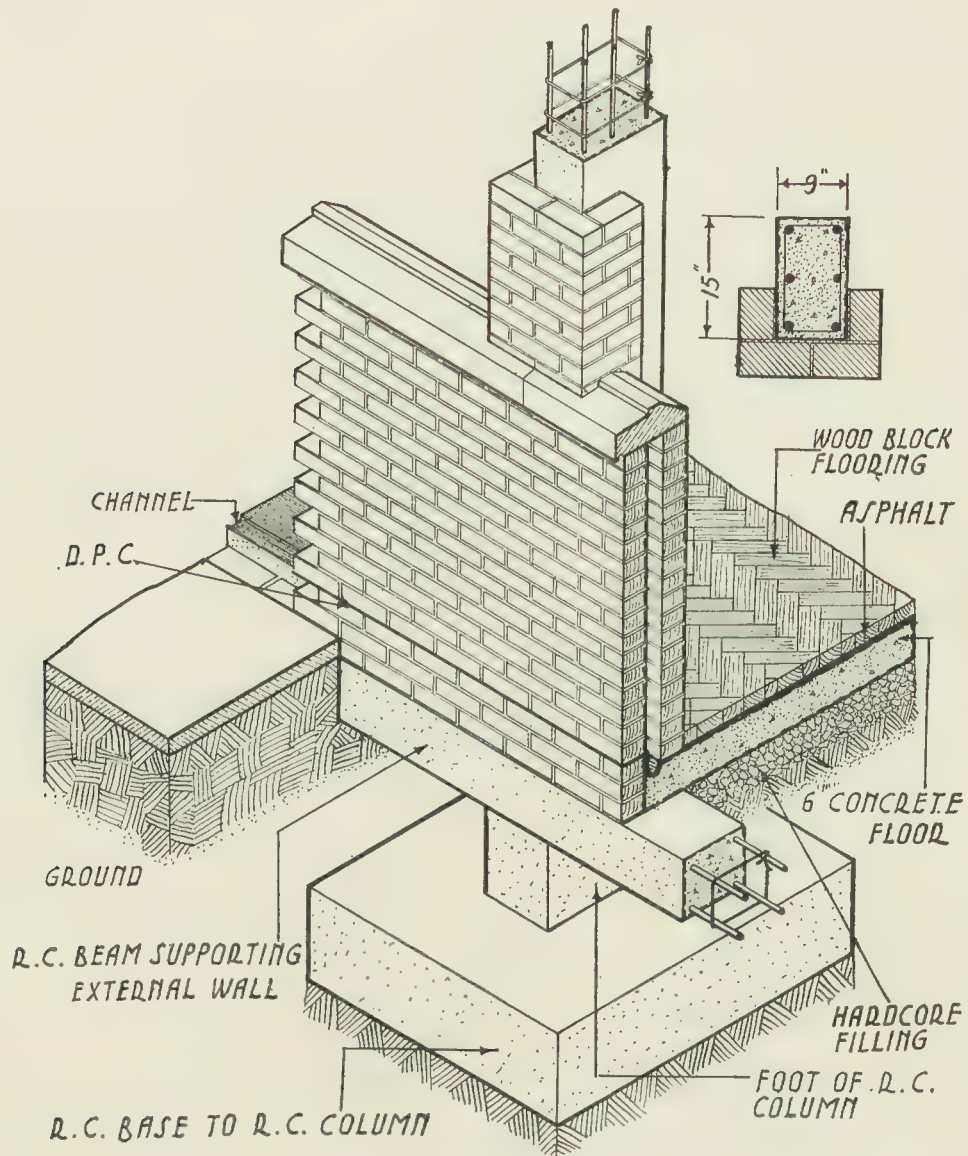 9"
15"
WOOD BLOCK
FLOORING
ASPHALT
CHANNEL
D.P.C.
6" CONCRETE
FLOOR
GROUND
R.C. BEAM SUPPORTING
EXTERNAL WALL
HARDCORE
FILLING
FOOT OF R.C.
COLUMN
R.C. BASE TO R.C. COLUMN